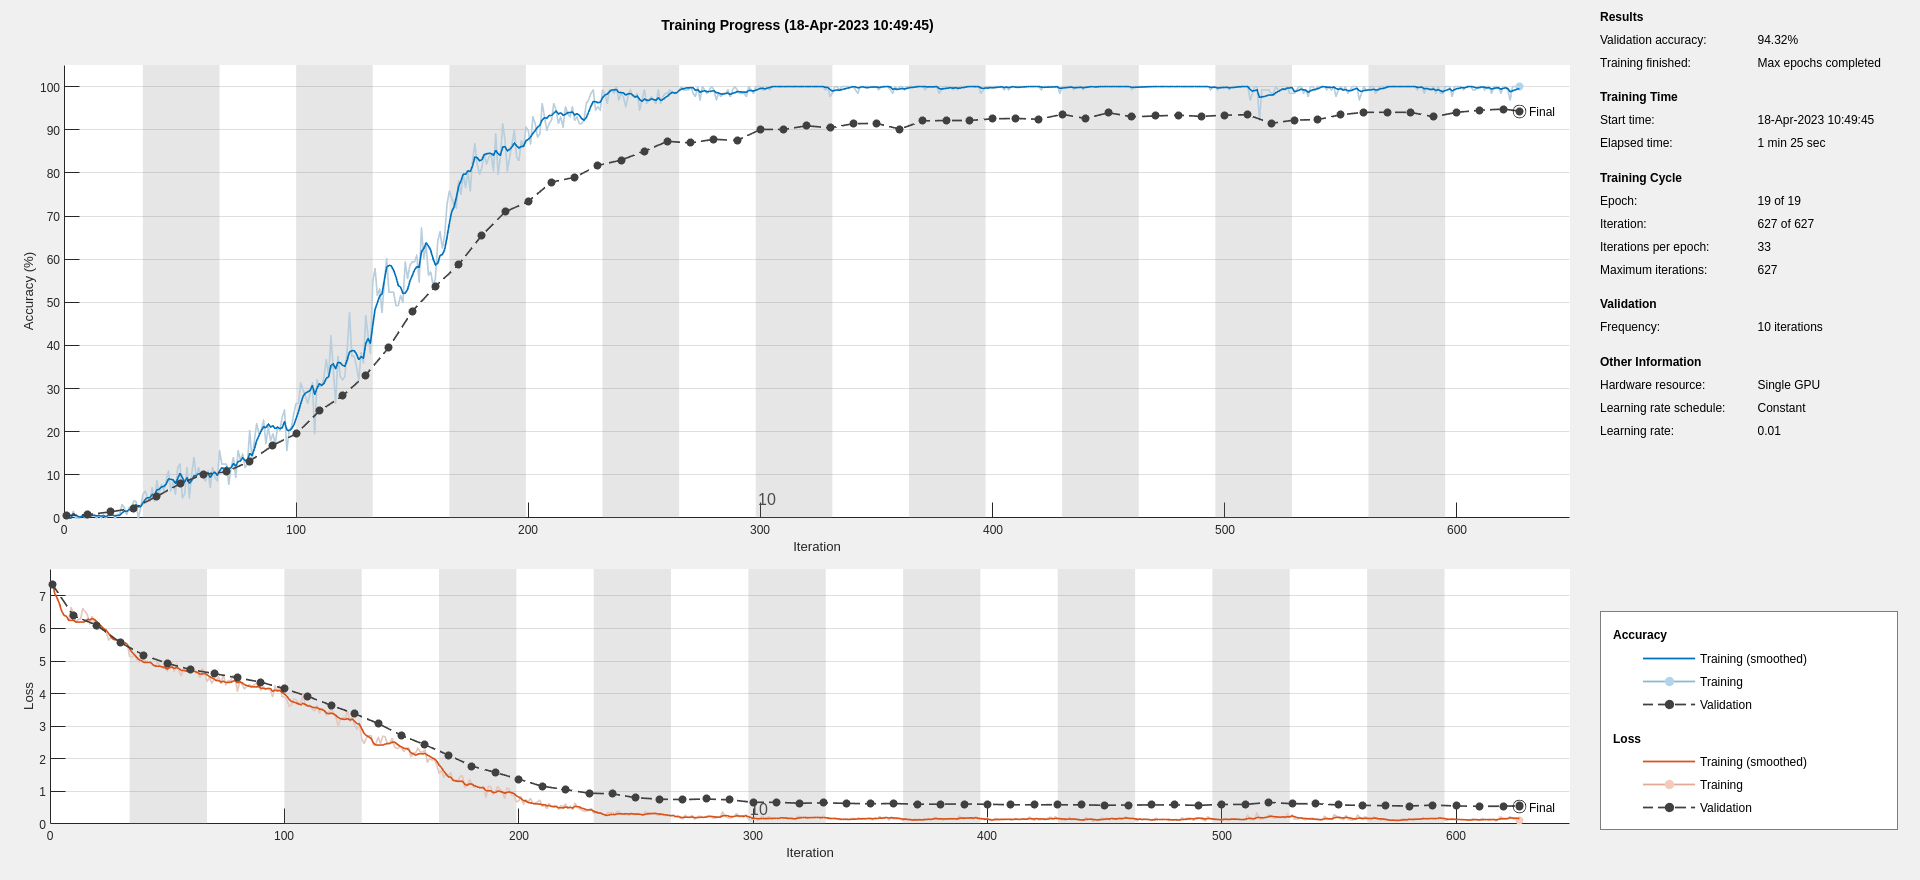 Training Progress (18-Apr-2023 10:49:45)
Accuracy (%)
100
90
80
70
60
50
40
30
20
10
0
10
Final
0 100 200 300 400 500 600
Iteration
Loss
7
6
5
4
3
2
1
0
10
Final
0 100 200 300 400 500 600
Iteration
Results
Validation accuracy: 94.32%
Training finished: Max epochs completed
Training Time
Start time: 18-Apr-2023 10:49:45
Elapsed time: 1 min 25 sec
Training Cycle
Epoch: 19 of 19
Iteration: 627 of 627
Iterations per epoch: 33
Maximum iterations: 627
Validation
Frequency: 10 iterations
Other Information
Hardware resource: Single GPU
Learning rate schedule: Constant
Learning rate: 0.01
Accuracy
Training (smoothed)
Training
Validation
Loss
Training (smoothed)
Training
Validation